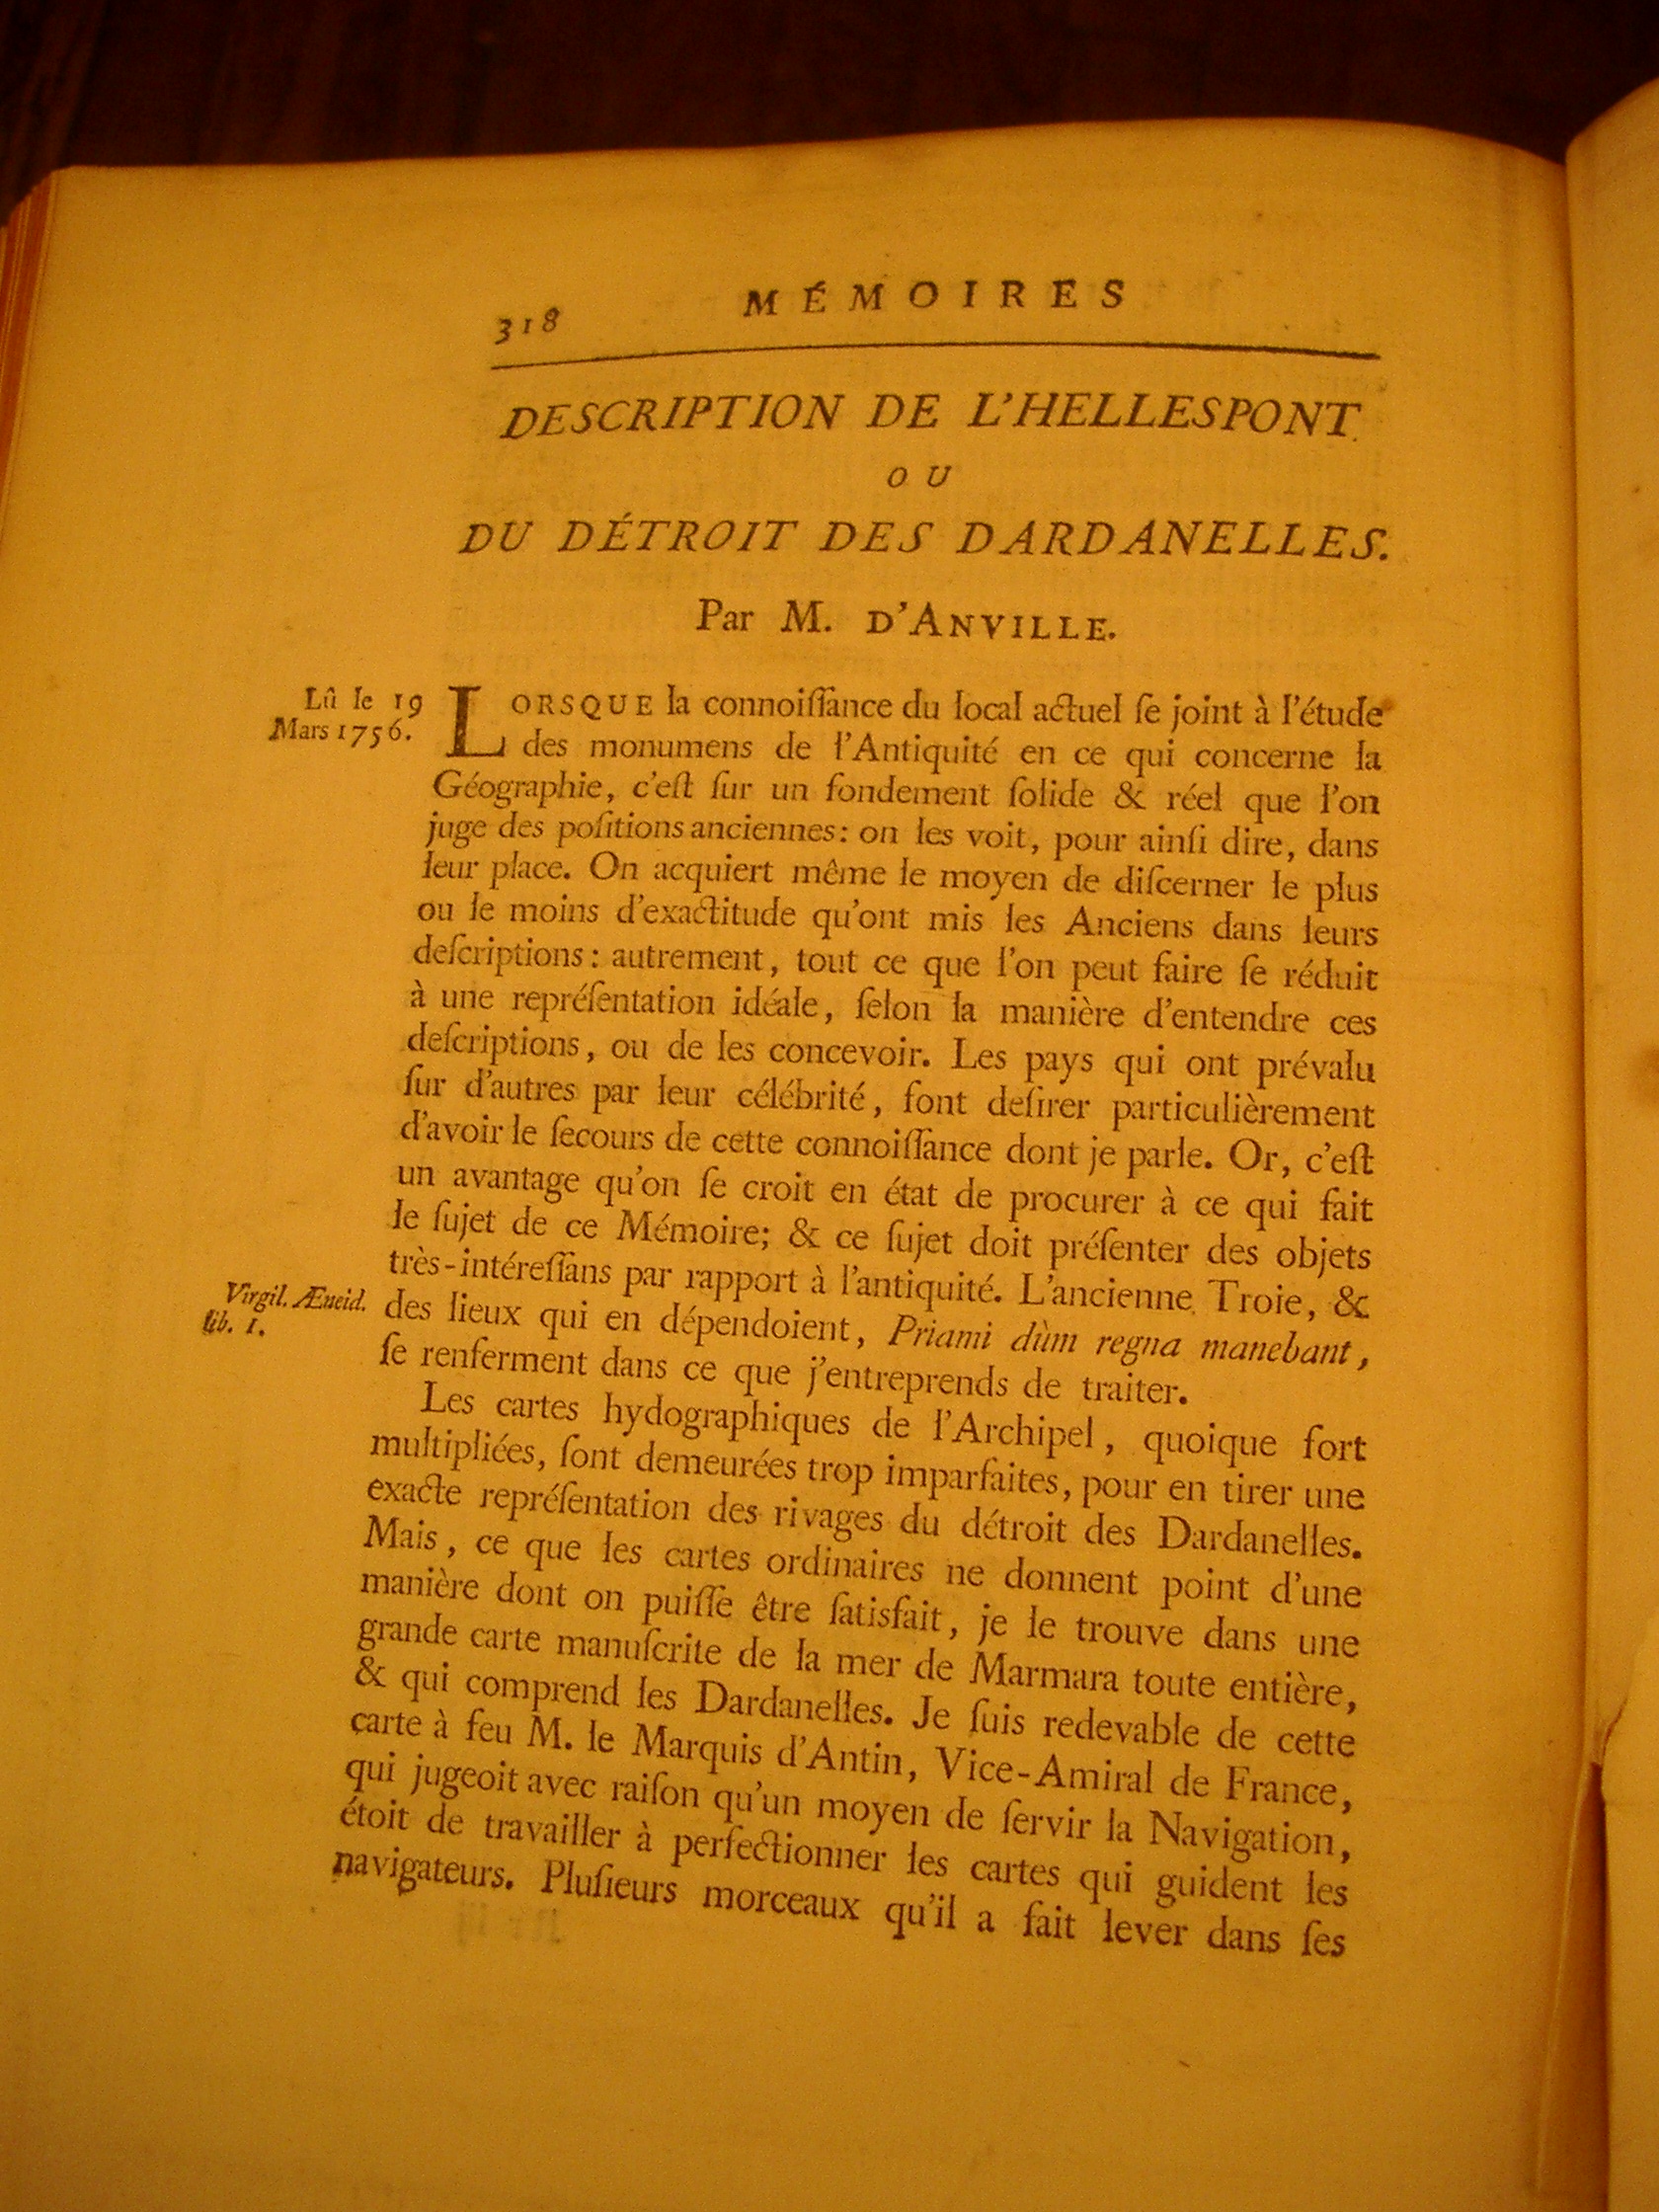 318
MÉMOIRES
DESCRIPTION DE L'HELLESPONT
OU
DU DÉTROIT DES DARDANELLES.
Par M. D'ANVILLE.
Lû le 19
Mars 1756.
LORSQUE la connoiſſance du local actuel ſe joint à l'étude
des monumens de l'Antiquité en ce qui concerne la
Géographie, c'eſt ſur un fondement ſolide & réel que l'on
juge des poſitions anciennes: on les voit, pour ainſi dire, dans
leur place. On acquiert même le moyen de diſcerner le plus
ou le moins d'exactitude qu'ont mis les Anciens dans leurs
deſcriptions: autrement, tout ce que l'on peut faire ſe réduit
à une repréſentation idéale, ſelon la manière d'entendre ces
deſcriptions, ou de les concevoir. Les pays qui ont prévalu
ſur d'autres par leur célébrité, font deſirer particulièrement
d'avoir le ſecours de cette connoiſſance dont je parle. Or, c'eſt
un avantage qu'on ſe croit en état de procurer à ce qui fait
le ſujet de ce Mémoire; & ce ſujet doit préſenter des objets
très-intéreſſans par rapport à l'antiquité. L'ancienne Troie, &
Virgil. Æneid.
lib. 1.
des lieux qui en dépendoient, Priami dùm regna manebant,
ſe renferment dans ce que j'entreprends de traiter.
Les cartes hydographiques de l'Archipel, quoique fort
multipliées, ſont demeurées trop imparfaites, pour en tirer une
exacte repréſentation des rivages du détroit des Dardanelles.
Mais, ce que les cartes ordinaires ne donnent point d'une
manière dont on puiſſe être ſatisfait, je le trouve dans une
grande carte manuſcrite de la mer de Marmara toute entière,
& qui comprend les Dardanelles. Je ſuis redevable de cette
carte à feu M. le Marquis d'Antin, Vice-Amiral de France,
qui jugeoit avec raiſon qu'un moyen de ſervir la Navigation,
étoit de travailler à perfectionner les cartes qui guident les
navigateurs. Pluſieurs morceaux qu'il a fait lever dans ſes